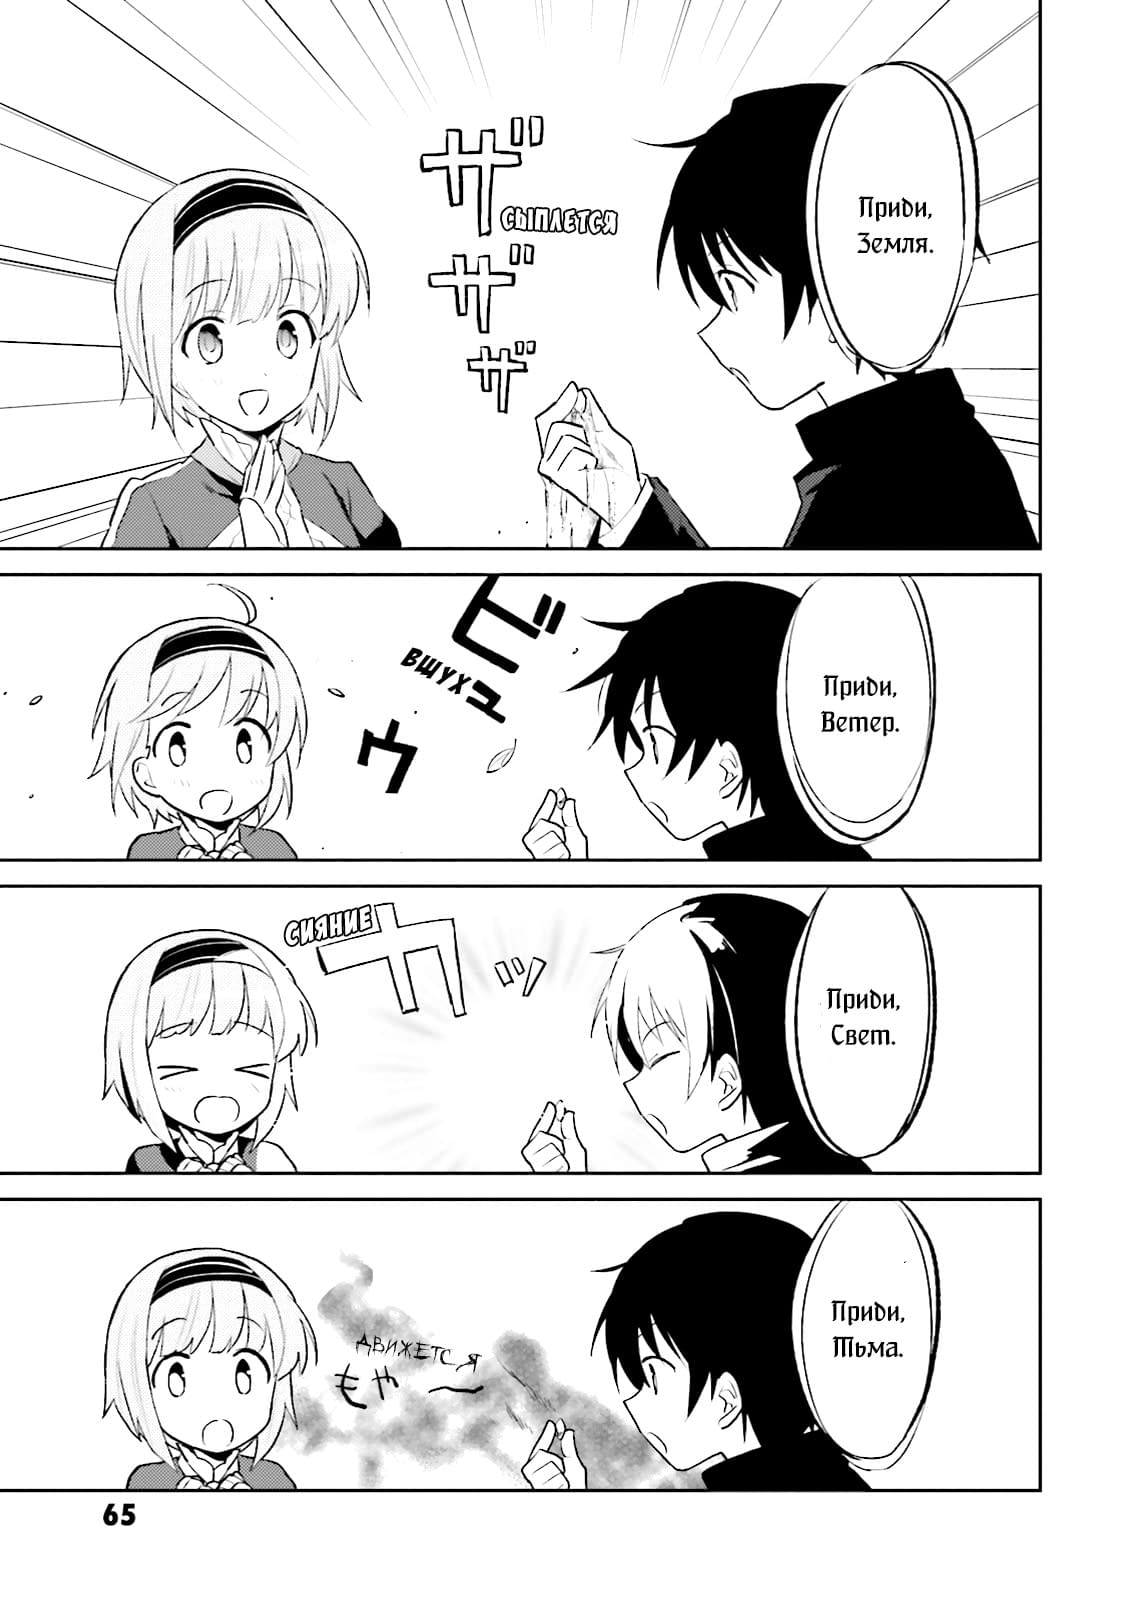 Приди,
Земля.
ザ゛
ザ゛
ザ゛
СЫПЛЕТСЯ
Приди,
Ветер.
ビュウ
ВШУХ
Приди,
Свет.
カッ
СИЯНИЕ
Приди,
Тьма.
ДВИЖЕТСЯ
もや〜
65